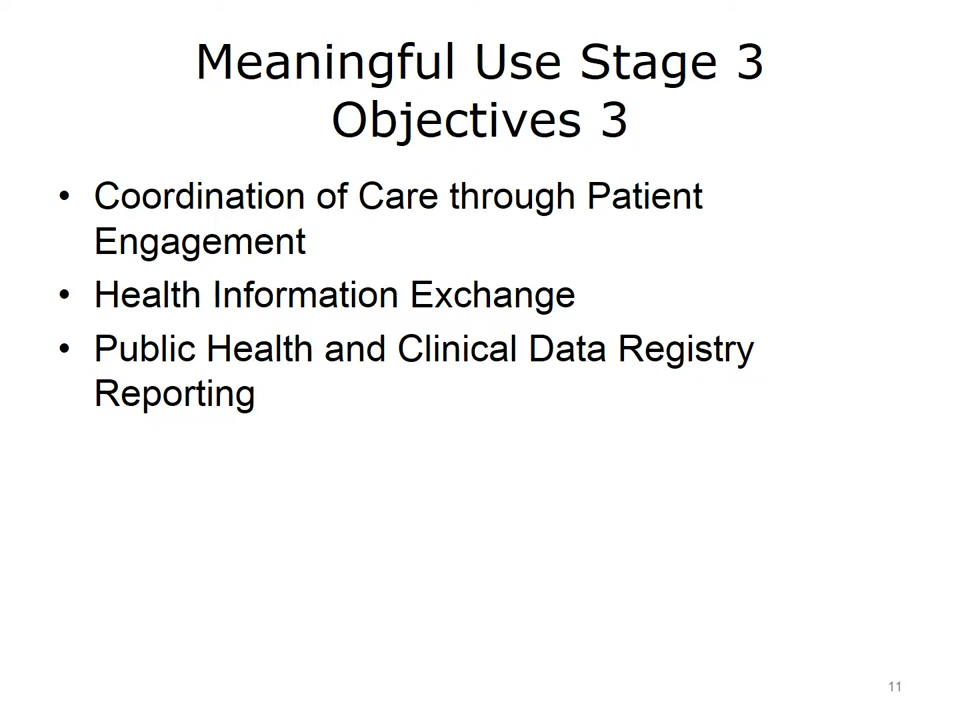 Meaningful Use Stage 3
Objectives 3
• Coordination of Care through Patient
Engagement
• Health Information Exchange
• Public Health and Clinical Data Registry
Reporting
11